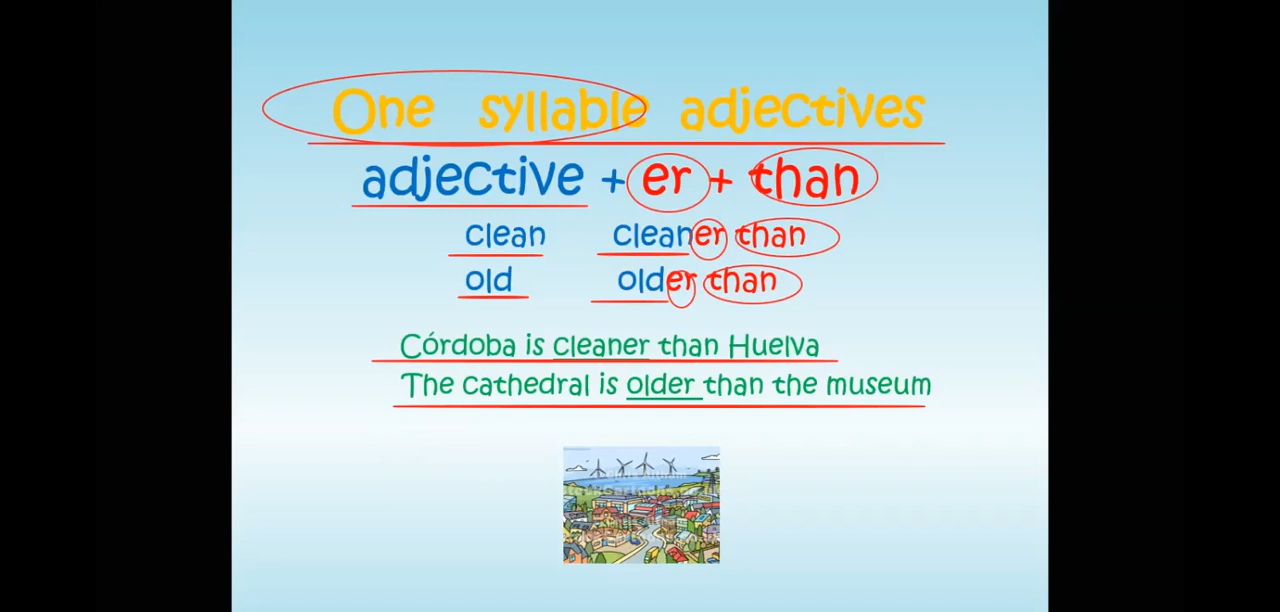 One syllable adjectives
adjective + er + than
clean cleaner than
old older than
Córdoba is cleaner than Huelva
The cathedral is older than the museum